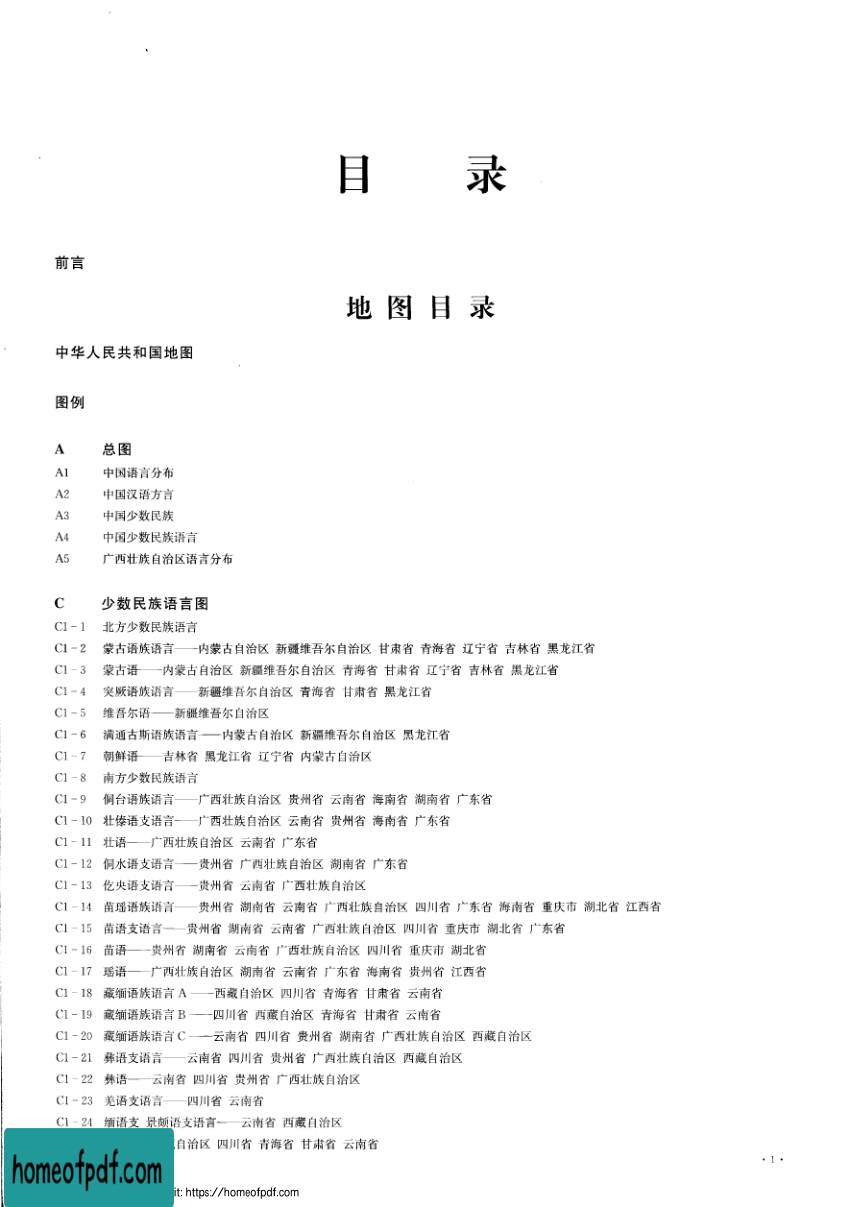 目 录
前言
地图目录
中华人民共和国地图
图例
A 总图
A1 中国语言分布
A2 中国汉语方言
A3 中国少数民族
A4 中国少数民族语言
A5 广西壮族自治区语言分布
C 少数民族语言图
C1-1 北方少数民族语言
C1-2 蒙古语族语言——内蒙古自治区 新疆维吾尔自治区 甘肃省 青海省 辽宁省 吉林省 黑龙江省
C1-3 蒙古语——内蒙古自治区 新疆维吾尔自治区 青海省 甘肃省 辽宁省 吉林省 黑龙江省
C1-4 突厥语族语言——新疆维吾尔自治区 青海省 甘肃省 黑龙江省
C1-5 维吾尔语——新疆维吾尔自治区
C1-6 满通古斯语族语言——内蒙古自治区 新疆维吾尔自治区 黑龙江省
C1-7 朝鲜语——吉林省 黑龙江省 辽宁省 内蒙古自治区
C1-8 南方少数民族语言
C1-9 侗台语族语言——广西壮族自治区 贵州省 云南省 海南省 湖南省 广东省
C1-10 壮傣语支语言——广西壮族自治区 云南省 贵州省 海南省 广东省
C1-11 壮语——广西壮族自治区 云南省 广东省
C1-12 侗水语支语言——贵州省 广西壮族自治区 湖南省 广东省
C1-13 仡央语支语言——贵州省 云南省 广西壮族自治区
C1-14 苗瑶语族语言——贵州省 湖南省 云南省 广西壮族自治区 四川省 广东省 海南省 重庆市 湖北省 江西省
C1-15 苗语支语言——贵州省 湖南省 云南省 广西壮族自治区 四川省 重庆市 湖北省 广东省
C1-16 苗语——贵州省 湖南省 云南省 广西壮族自治区 四川省 重庆市 湖北省
C1-17 瑶语——广西壮族自治区 湖南省 云南省 广东省 海南省 贵州省 江西省
C1-18 藏缅语族语言A——西藏自治区 四川省 青海省 甘肃省 云南省
C1-19 藏缅语族语言B——四川省 西藏自治区 青海省 甘肃省 云南省
C1-20 藏缅语族语言C——云南省 四川省 贵州省 湖南省 广西壮族自治区 西藏自治区
C1-21 彝语支语言——云南省 四川省 贵州省 广西壮族自治区 西藏自治区
C1-22 彝语——云南省 四川省 贵州省 广西壮族自治区
C1-23 羌语支语言——四川省 云南省
C1-24 缅语支 景颇语支语言——云南省 西藏自治区
自治区 四川省 青海省 甘肃省 云南省
·1·
homeofpdf.com
it: https://homeofpdf.com